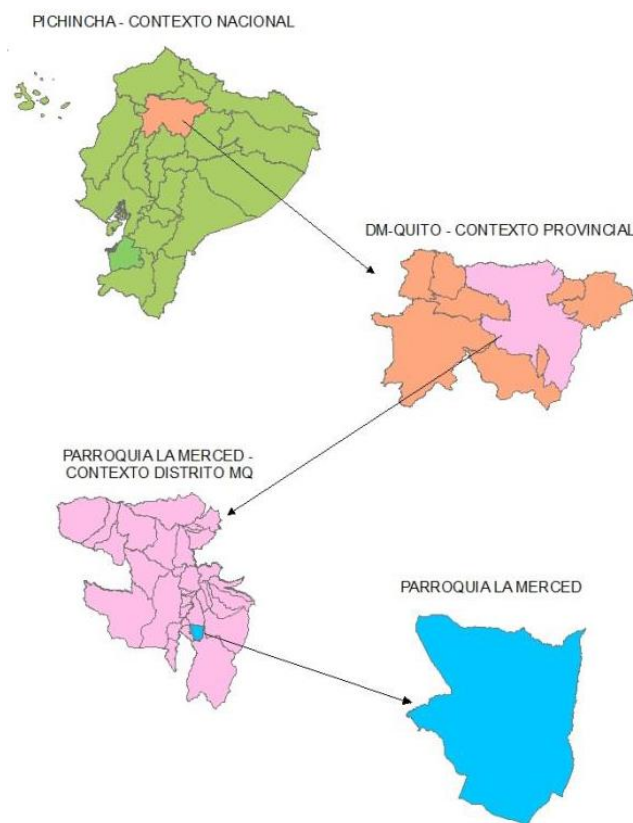 PICHINCHA - CONTEXTO NACIONAL
DM-QUITO - CONTEXTO PROVINCIAL
PARROQUIA LA MERCED -
CONTEXTO DISTRITO MQ
PARROQUIA LA MERCED